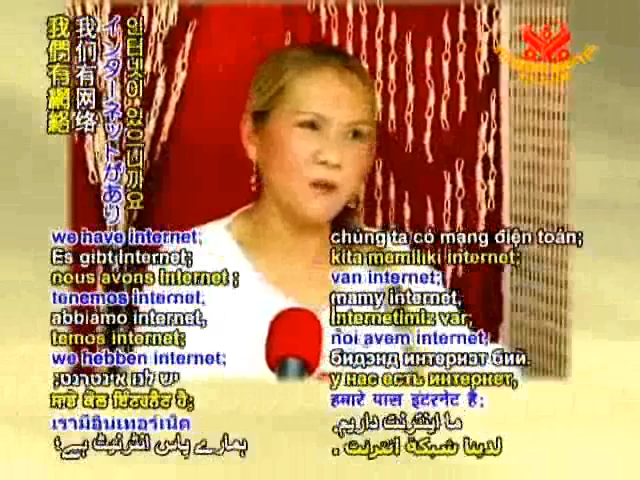 인터넷이 있으니까요
インターネットがあり
我们有网络
我們有網絡
we have internet;
Es gibt Internet;
nous avons Internet ;
tenemos internet,
abbiamo internet,
temos internet;
we hebben internet;
יש לנו אינטרנט;
ਸਾਡੇ ਕੋਲ ਇੰਟਰਨੈਟ ਹੈ;
เรามีอินเทอร์เน็ต
ہمارے پاس انٹرنیٹ ہے؛
chúng ta có mạng điện toán;
kita memiliki internet;
van internet;
mamy internet,
Internetimiz var;
noi avem internet;
бидэнд интернэт бий.
у нас есть интернет,
हमारे पास इंटरनेट है;
ما اینترنت داریم.
لدينا شبكة انترنت .